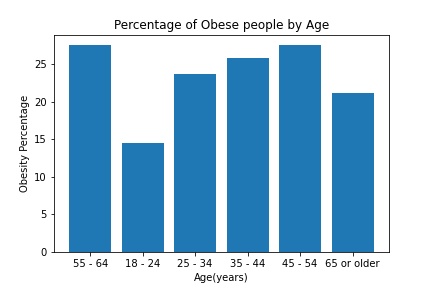 Percentage of Obese people by Age
Obesity Percentage
25
20
15
10
5
0
55 - 64
18 - 24
25 - 34
35 - 44
45 - 54
65 or older
Age(years)